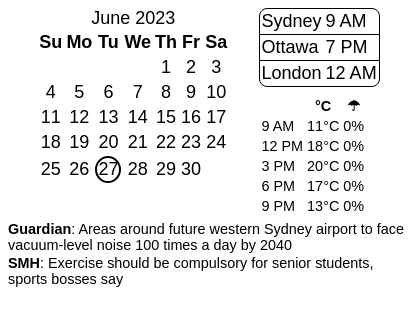 June 2023
Su Mo Tu We Th Fr Sa
1 2 3
4 5 6 7 8 9 10
11 12 13 14 15 16 17
18 19 20 21 22 23 24
25 26 27 28 29 30
Sydney 9 AM
Ottawa 7 PM
London 12 AM
°C ☂
9 AM 11°C 0%
12 PM 18°C 0%
3 PM 20°C 0%
6 PM 17°C 0%
9 PM 13°C 0%
Guardian: Areas around future western Sydney airport to face
vacuum-level noise 100 times a day by 2040
SMH: Exercise should be compulsory for senior students,
sports bosses say